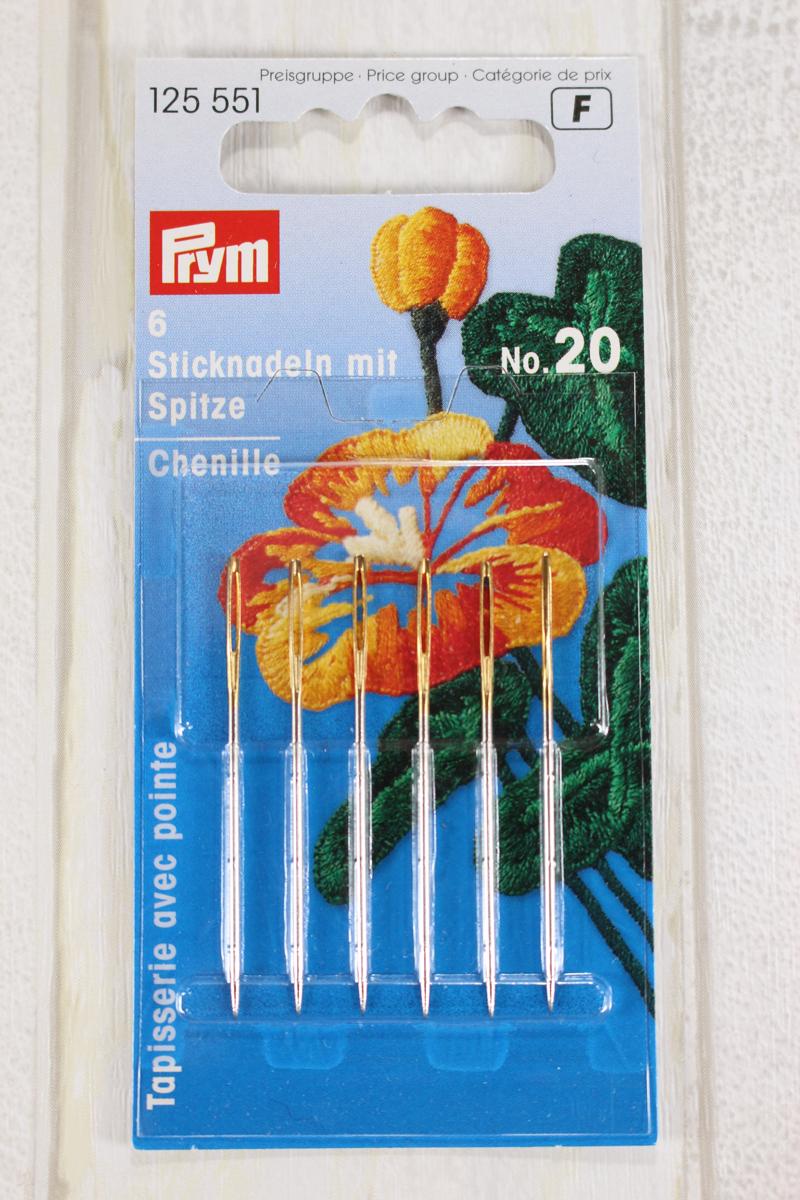 Preisgruppe · Price group · Catégorie de prix
125 551
F
Prym
6
Sticknadeln mit
Spitze
No. 20
Chenille
Tapisserie avec pointe